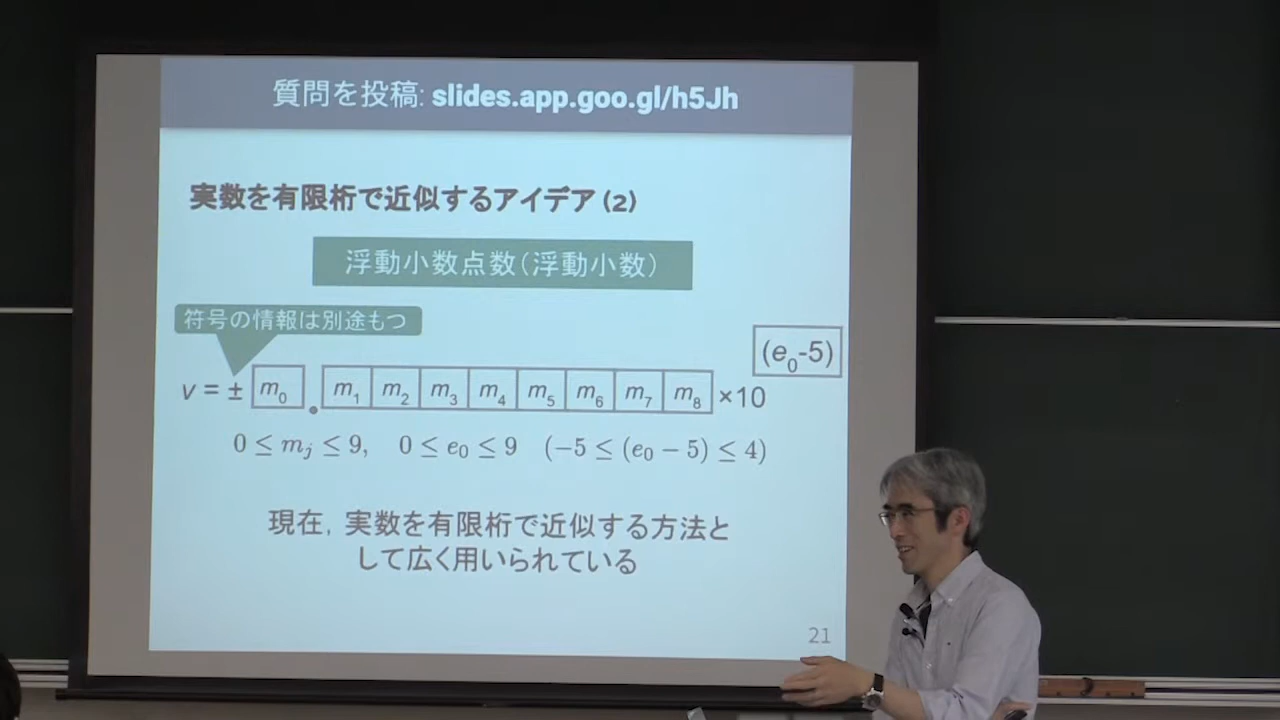 質問を投稿: slides.app.goo.gl/h5Jh
実数を有限桁で近似するアイデア (2)
浮動小数点数（浮動小数）
符号の情報は別途もつ
(e₀-5)
v = ± m₀ . m₁ m₂ m₃ m₄ m₅ m₆ m₇ m₈ ×10
0 ≤ mⱼ ≤ 9, 0 ≤ e₀ ≤ 9 (−5 ≤ (e₀ − 5) ≤ 4)
現在，実数を有限桁で近似する方法と
して広く用いられている
21